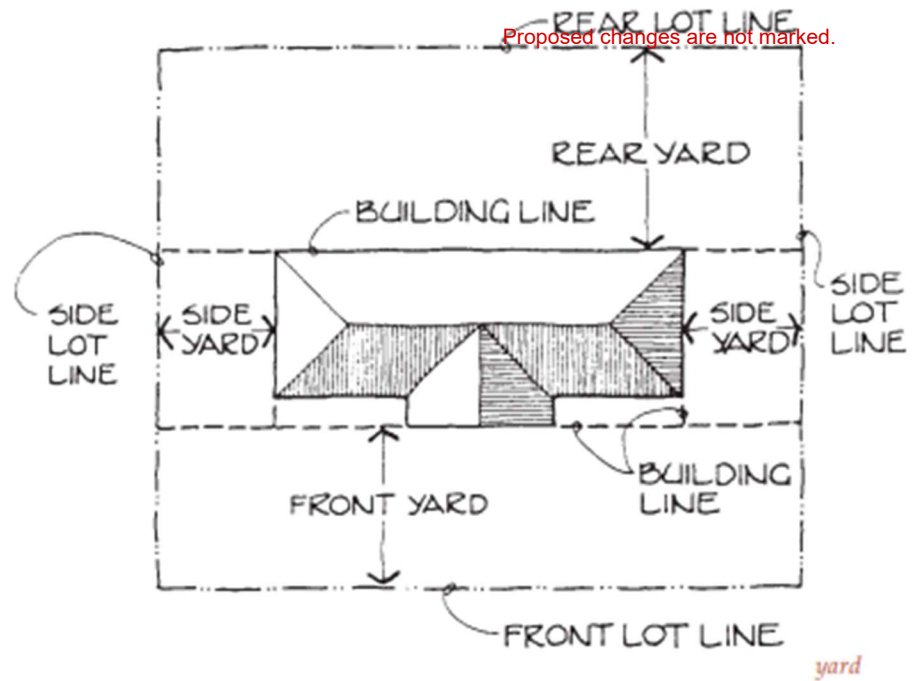 REAR LOT LINE
Proposed changes are not marked.
REAR YARD
BUILDING LINE
SIDE
LOT
LINE
SIDE
YARD
SIDE
YARD
SIDE
LOT
LINE
BUILDING
LINE
FRONT YARD
FRONT LOT LINE
yard